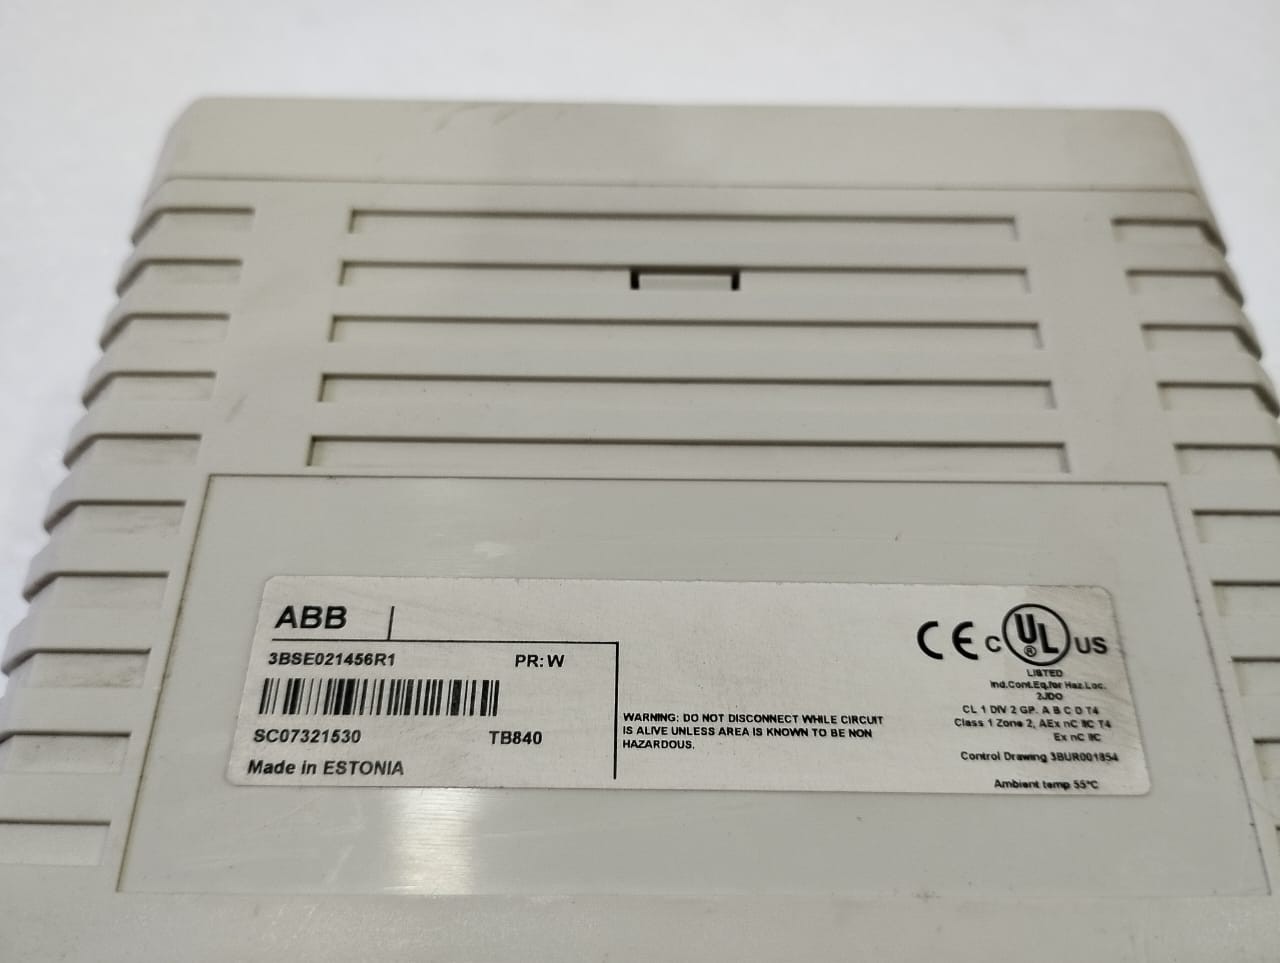 ABB
3BSE021456R1 PR:W
SC07321530 TB840
Made in ESTONIA
WARNING: DO NOT DISCONNECT WHILE CIRCUIT
IS ALIVE UNLESS AREA IS KNOWN TO BE NON
HAZARDOUS.
CE C UL ® US
LISTED
Ind.Cont.Eq.for Haz.Loc.
2JD0
CL 1 DIV 2 GP. A B C D T4
Class 1 Zone 2, AEx nC IIC T4
Ex nC IIC
Control Drawing 3BUR001854
Ambient temp 55°C